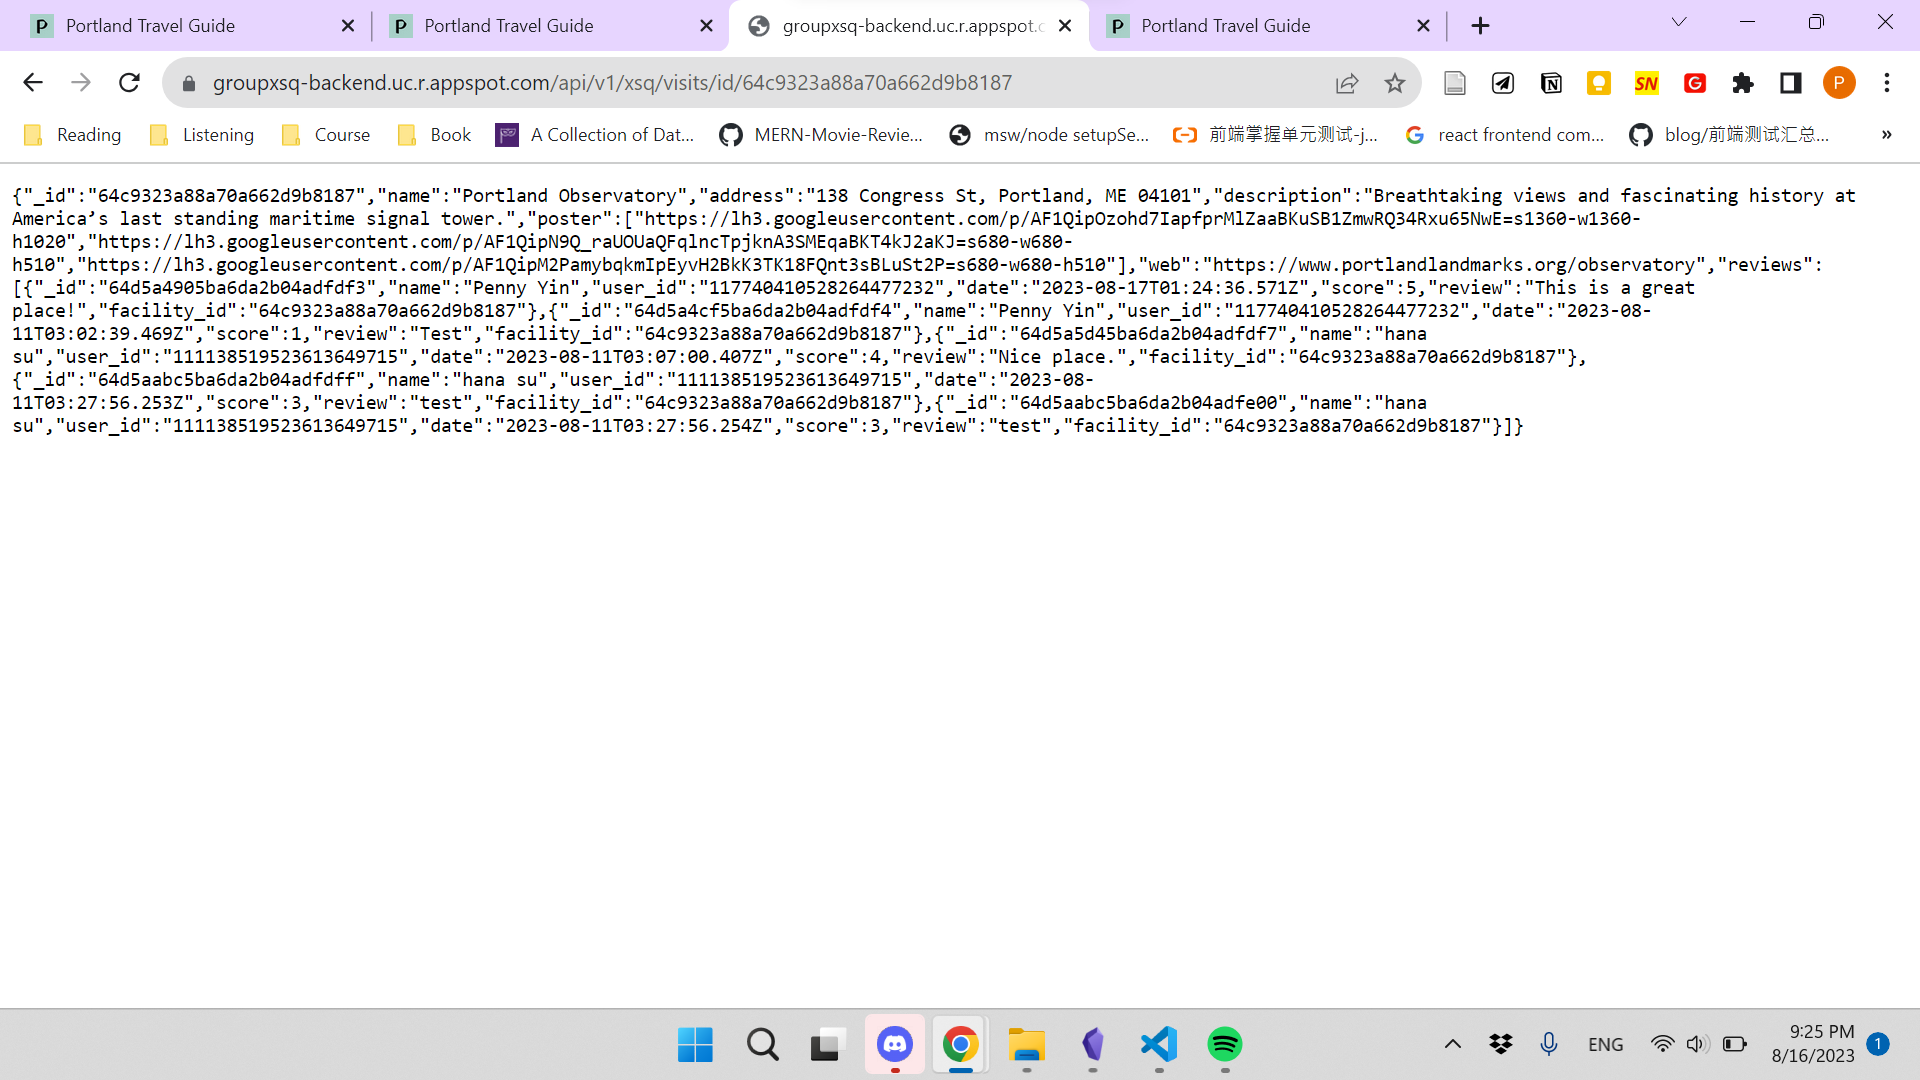 Portland Travel Guide
Portland Travel Guide
groupxsq-backend.uc.r.appspot.c
Portland Travel Guide
groupxsq-backend.uc.r.appspot.com/api/v1/xsq/visits/id/64c9323a88a70a662d9b8187
Reading
Listening
Course
Book
A Collection of Dat...
MERN-Movie-Revie...
msw/node setupSe...
前端掌握单元测试-j...
react frontend com...
blog/前端测试汇总...
»
{"_id":"64c9323a88a70a662d9b8187","name":"Portland Observatory","address":"138 Congress St, Portland, ME 04101","description":"Breathtaking views and fascinating history at
America’s last standing maritime signal tower.","poster":["https://lh3.googleusercontent.com/p/AF1QipOzohd7IapfprMlZaaBKuSB1ZmwRQ34Rxu65NwE=s1360-w1360-
h1020","https://lh3.googleusercontent.com/p/AF1QipN9Q_raUOUaQFqlncTpjknA3SMEqaBKT4kJ2aKJ=s680-w680-
h510","https://lh3.googleusercontent.com/p/AF1QipM2PamybqkmIpEyvH2BkK3TK18FQnt3sBLuSt2P=s680-w680-h510"],"web":"https://www.portlandlandmarks.org/observatory","reviews":
[{"_id":"64d5a4905ba6da2b04adfdf3","name":"Penny Yin","user_id":"117740410528264477232","date":"2023-08-17T01:24:36.571Z","score":5,"review":"This is a great
place!","facility_id":"64c9323a88a70a662d9b8187"},{"_id":"64d5a4cf5ba6da2b04adfdf4","name":"Penny Yin","user_id":"117740410528264477232","date":"2023-08-
11T03:02:39.469Z","score":1,"review":"Test","facility_id":"64c9323a88a70a662d9b8187"},{"_id":"64d5a5d45ba6da2b04adfdf7","name":"hana
su","user_id":"111138519523613649715","date":"2023-08-11T03:07:00.407Z","score":4,"review":"Nice place.","facility_id":"64c9323a88a70a662d9b8187"},
{"_id":"64d5aabc5ba6da2b04adfdff","name":"hana su","user_id":"111138519523613649715","date":"2023-08-
11T03:27:56.253Z","score":3,"review":"test","facility_id":"64c9323a88a70a662d9b8187"},{"_id":"64d5aabc5ba6da2b04adfe00","name":"hana
su","user_id":"111138519523613649715","date":"2023-08-11T03:27:56.254Z","score":3,"review":"test","facility_id":"64c9323a88a70a662d9b8187"}]}
ENG
9:25 PM
8/16/2023
1